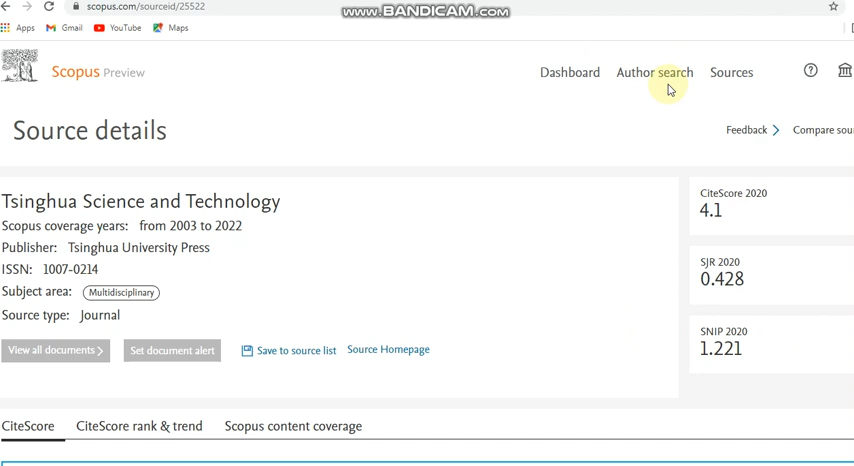 scopus.com/sourceid/25522
WWW.BANDICAM.COM
Apps Gmail YouTube Maps
Scopus Preview
Dashboard Author search Sources
Source details
Feedback Compare sour
Tsinghua Science and Technology
Scopus coverage years: from 2003 to 2022
Publisher: Tsinghua University Press
ISSN: 1007-0214
Subject area: Multidisciplinary
Source type: Journal
View all documents > Set document alert Save to source list Source Homepage
CiteScore 2020
4.1
SJR 2020
0.428
SNIP 2020
1.221
CiteScore CiteScore rank & trend Scopus content coverage